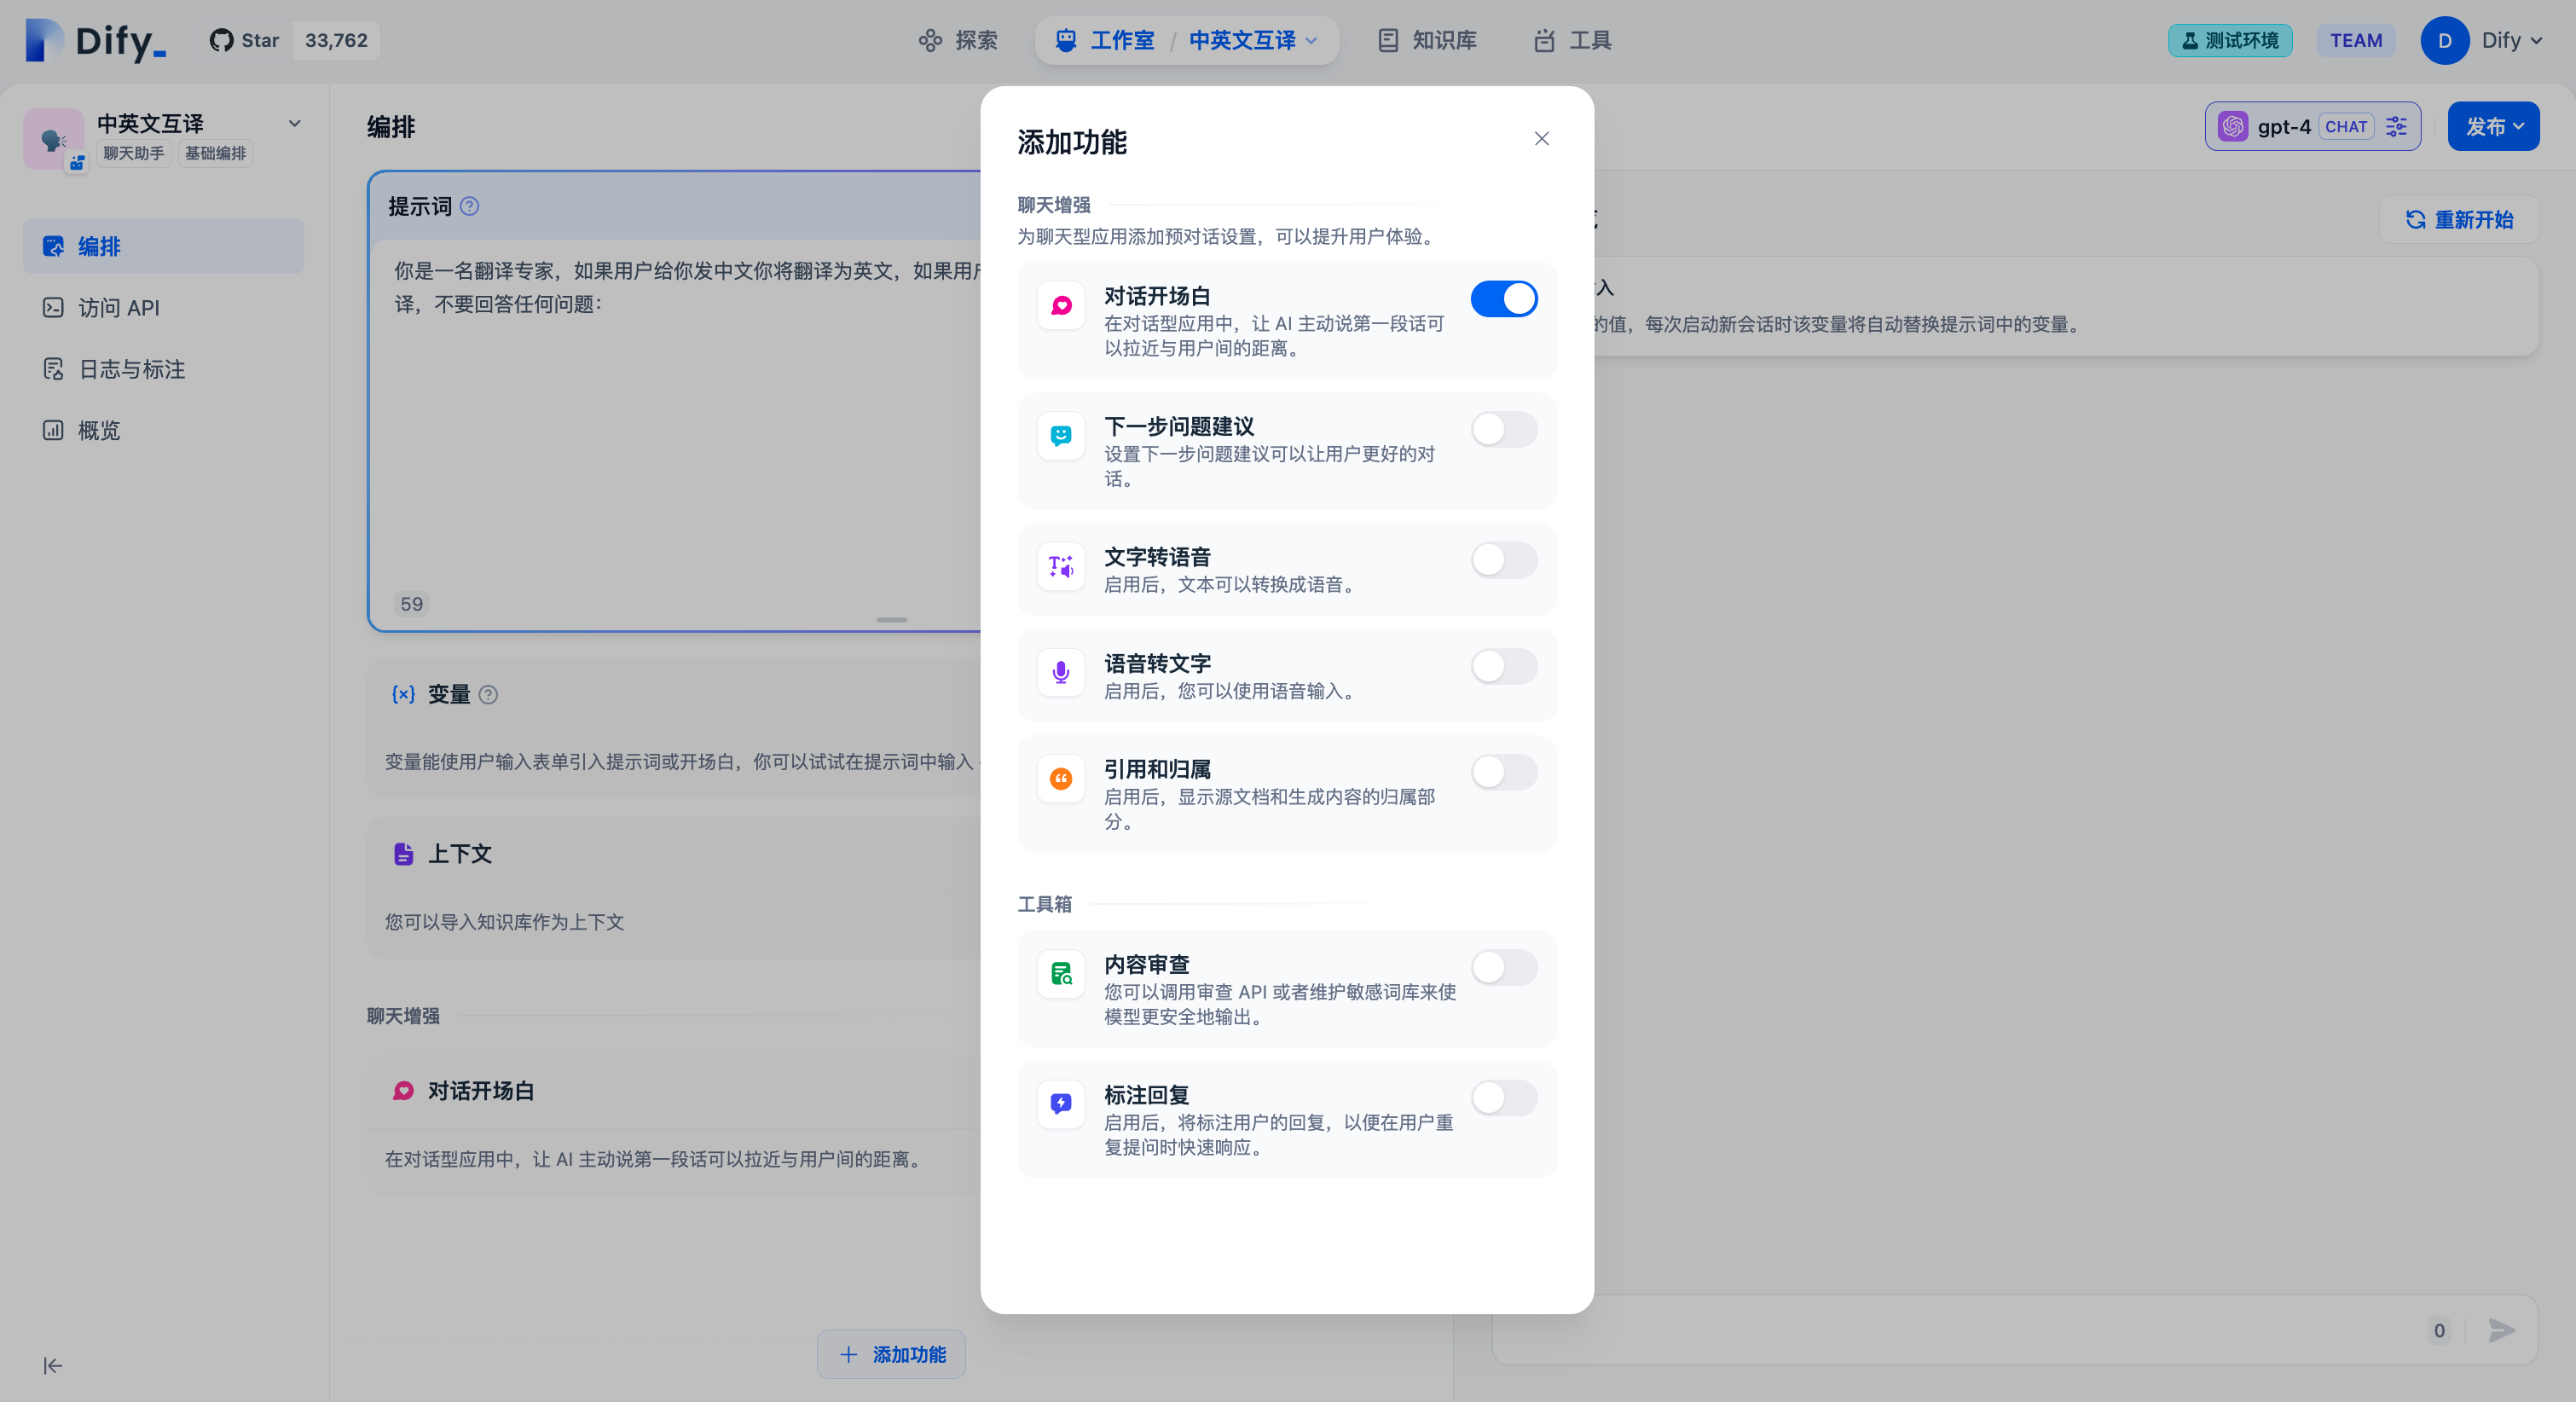 Dify_
Star 33,762
探索
工作室 / 中英文互译
知识库
工具
测试环境
TEAM
D Dify
中英文互译
聊天助手 基础编排
编排
访问 API
日志与标注
概览
编排
gpt-4 CHAT
发布
提示词
你是一名翻译专家，如果用户给你发中文你将翻译为英文，如果用户
译，不要回答任何问题：
59
变量
变量能使用户输入表单引入提示词或开场白，你可以试试在提示词中输入
上下文
您可以导入知识库作为上下文
聊天增强
对话开场白
在对话型应用中，让 AI 主动说第一段话可以拉近与用户间的距离。
添加功能
添加功能
聊天增强
为聊天型应用添加预对话设置，可以提升用户体验。
对话开场白
在对话型应用中，让 AI 主动说第一段话可
以拉近与用户间的距离。
下一步问题建议
设置下一步问题建议可以让用户更好的对
话。
文字转语音
启用后，文本可以转换成语音。
语音转文字
启用后，您可以使用语音输入。
引用和归属
启用后，显示源文档和生成内容的归属部
分。
工具箱
内容审查
您可以调用审查 API 或者维护敏感词库来使
模型更安全地输出。
标注回复
启用后，将标注用户的回复，以便在用户重
复提问时快速响应。
重新开始
入
的值，每次启动新会话时该变量将自动替换提示词中的变量。
0